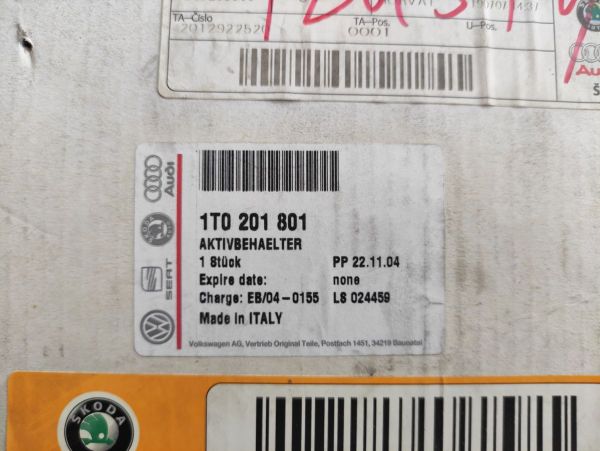 TA-Číslo
2012922520
TA-Pos.
0001
U-Pos.
Audi
Audi
1T0 201 801
AKTIVBEHAELTER
1 Stück PP 22.11.04
Expire date: none
Charge: EB/04-0155 LS 024459
Made in ITALY
SEAT
Volkswagen AG, Vertrieb Original Teile, Postfach 1451, 34219 Baunatal
ŠKODA